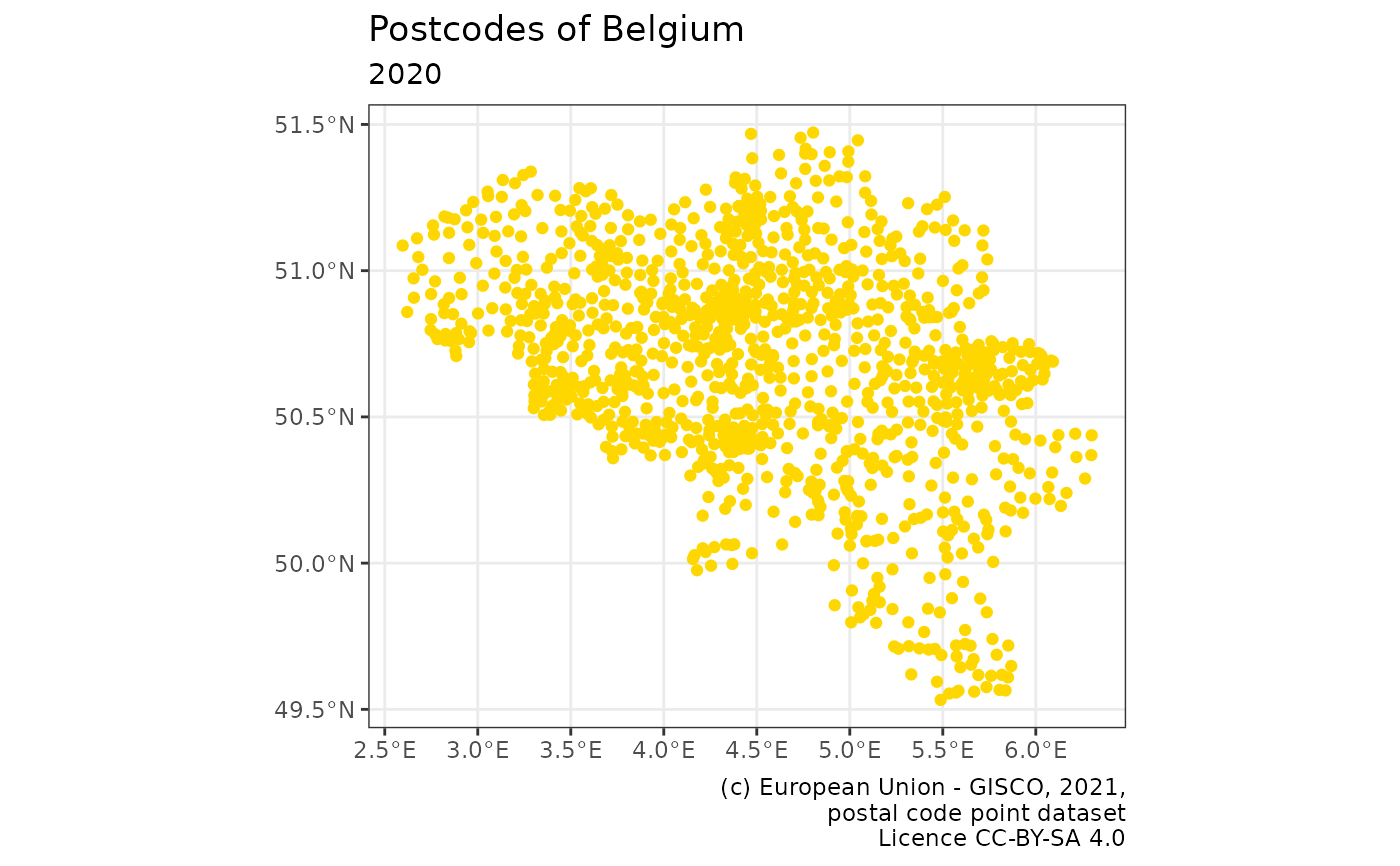 Postcodes of Belgium
2020
51.5°N
51.0°N
50.5°N
50.0°N
49.5°N
2.5°E 3.0°E 3.5°E 4.0°E 4.5°E 5.0°E 5.5°E 6.0°E
(c) European Union - GISCO, 2021,
postal code point dataset
Licence CC-BY-SA 4.0